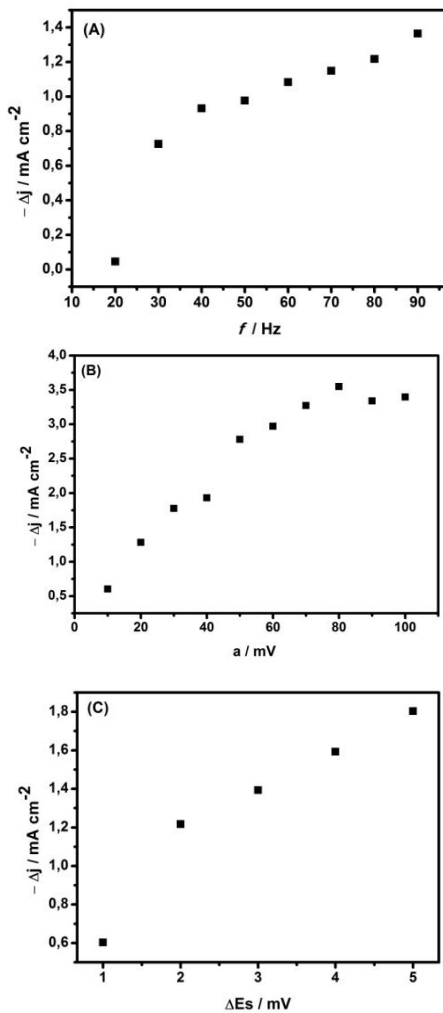 (A)
1,4
1,2
1,0
0,8
0,6
0,4
0,2
0,0
− Δj / mA cm-2
10 20 30 40 50 60 70 80 90
f / Hz
(B)
4,0
3,5
3,0
2,5
2,0
1,5
1,0
0,5
− Δj / mA cm-2
0 20 40 60 80 100
a / mV
(C)
1,8
1,6
1,4
1,2
1,0
0,8
0,6
− Δj / mA cm-2
1 2 3 4 5
ΔEs / mV